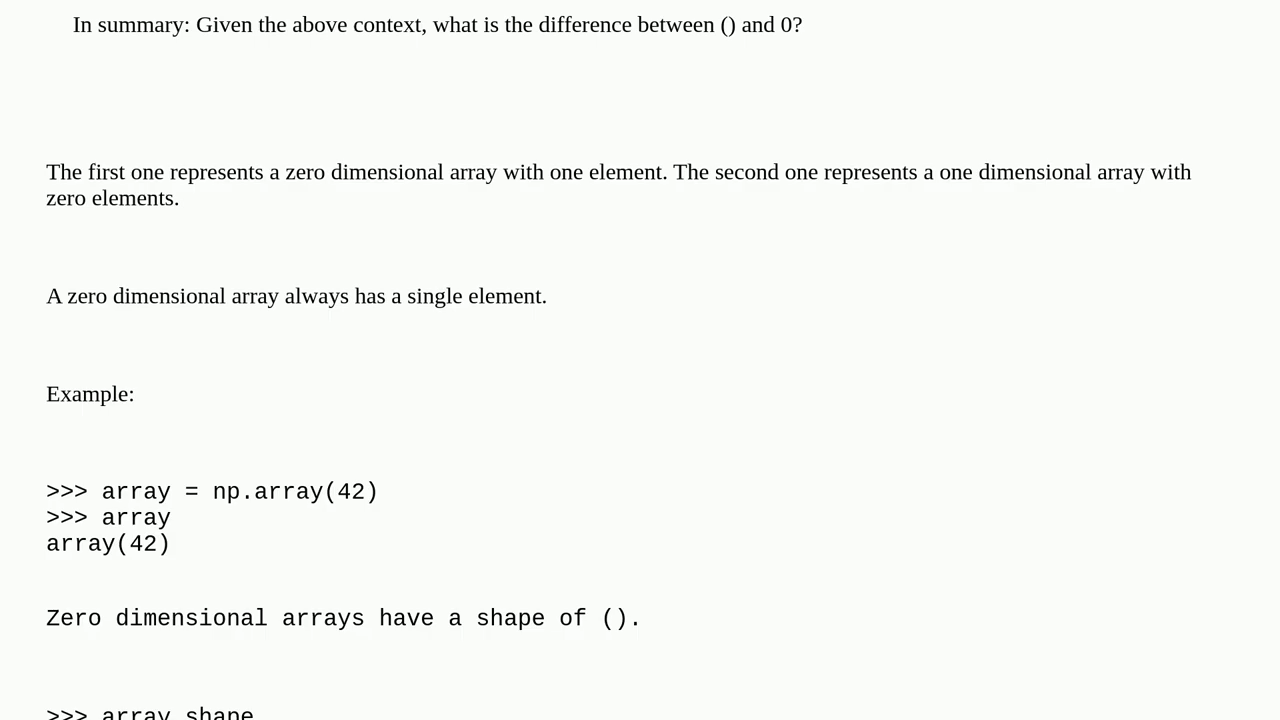 In summary: Given the above context, what is the difference between () and 0?
The first one represents a zero dimensional array with one element. The second one represents a one dimensional array with
zero elements.
A zero dimensional array always has a single element.
Example:
>>> array = np.array(42)
>>> array
array(42)
Zero dimensional arrays have a shape of ().
>>> array.shape